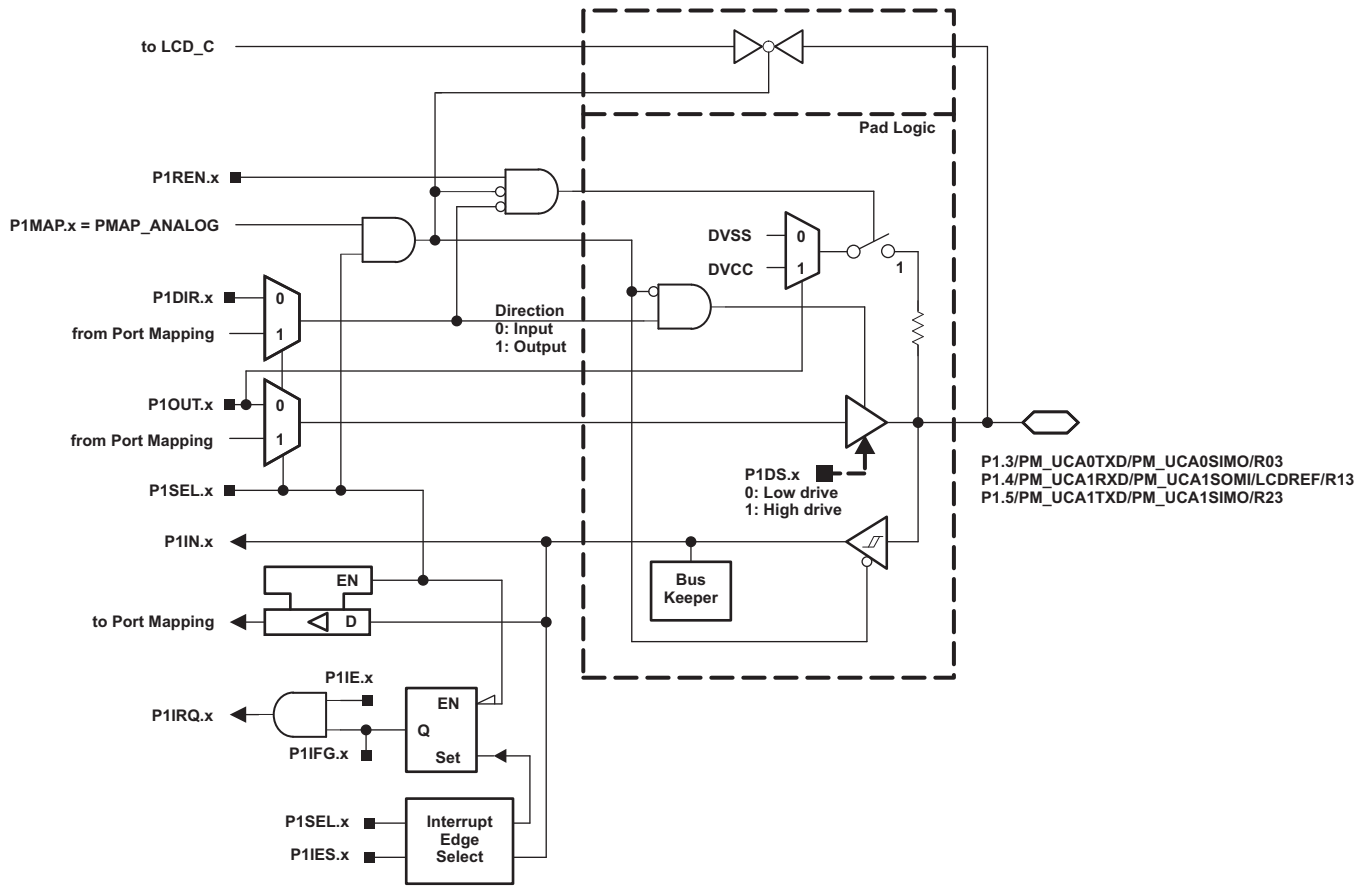 to LCD_C
Pad Logic
P1REN.x
P1MAP.x = PMAP_ANALOG
DVSS
0
DVCC
1
1
P1DIR.x
0
from Port Mapping
1
Direction
0: Input
1: Output
P1OUT.x
0
from Port Mapping
1
P1DS.x
0: Low drive
1: High drive
P1.3/PM_UCA0TXD/PM_UCA0SIMO/R03
P1.4/PM_UCA1RXD/PM_UCA1SOMI/LCDREF/R13
P1.5/PM_UCA1TXD/PM_UCA1SIMO/R23
P1SEL.x
P1IN.x
Bus
Keeper
EN
to Port Mapping
D
P1IE.x
EN
P1IRQ.x
Q
P1IFG.x
Set
P1SEL.x
P1IES.x
Interrupt
Edge
Select